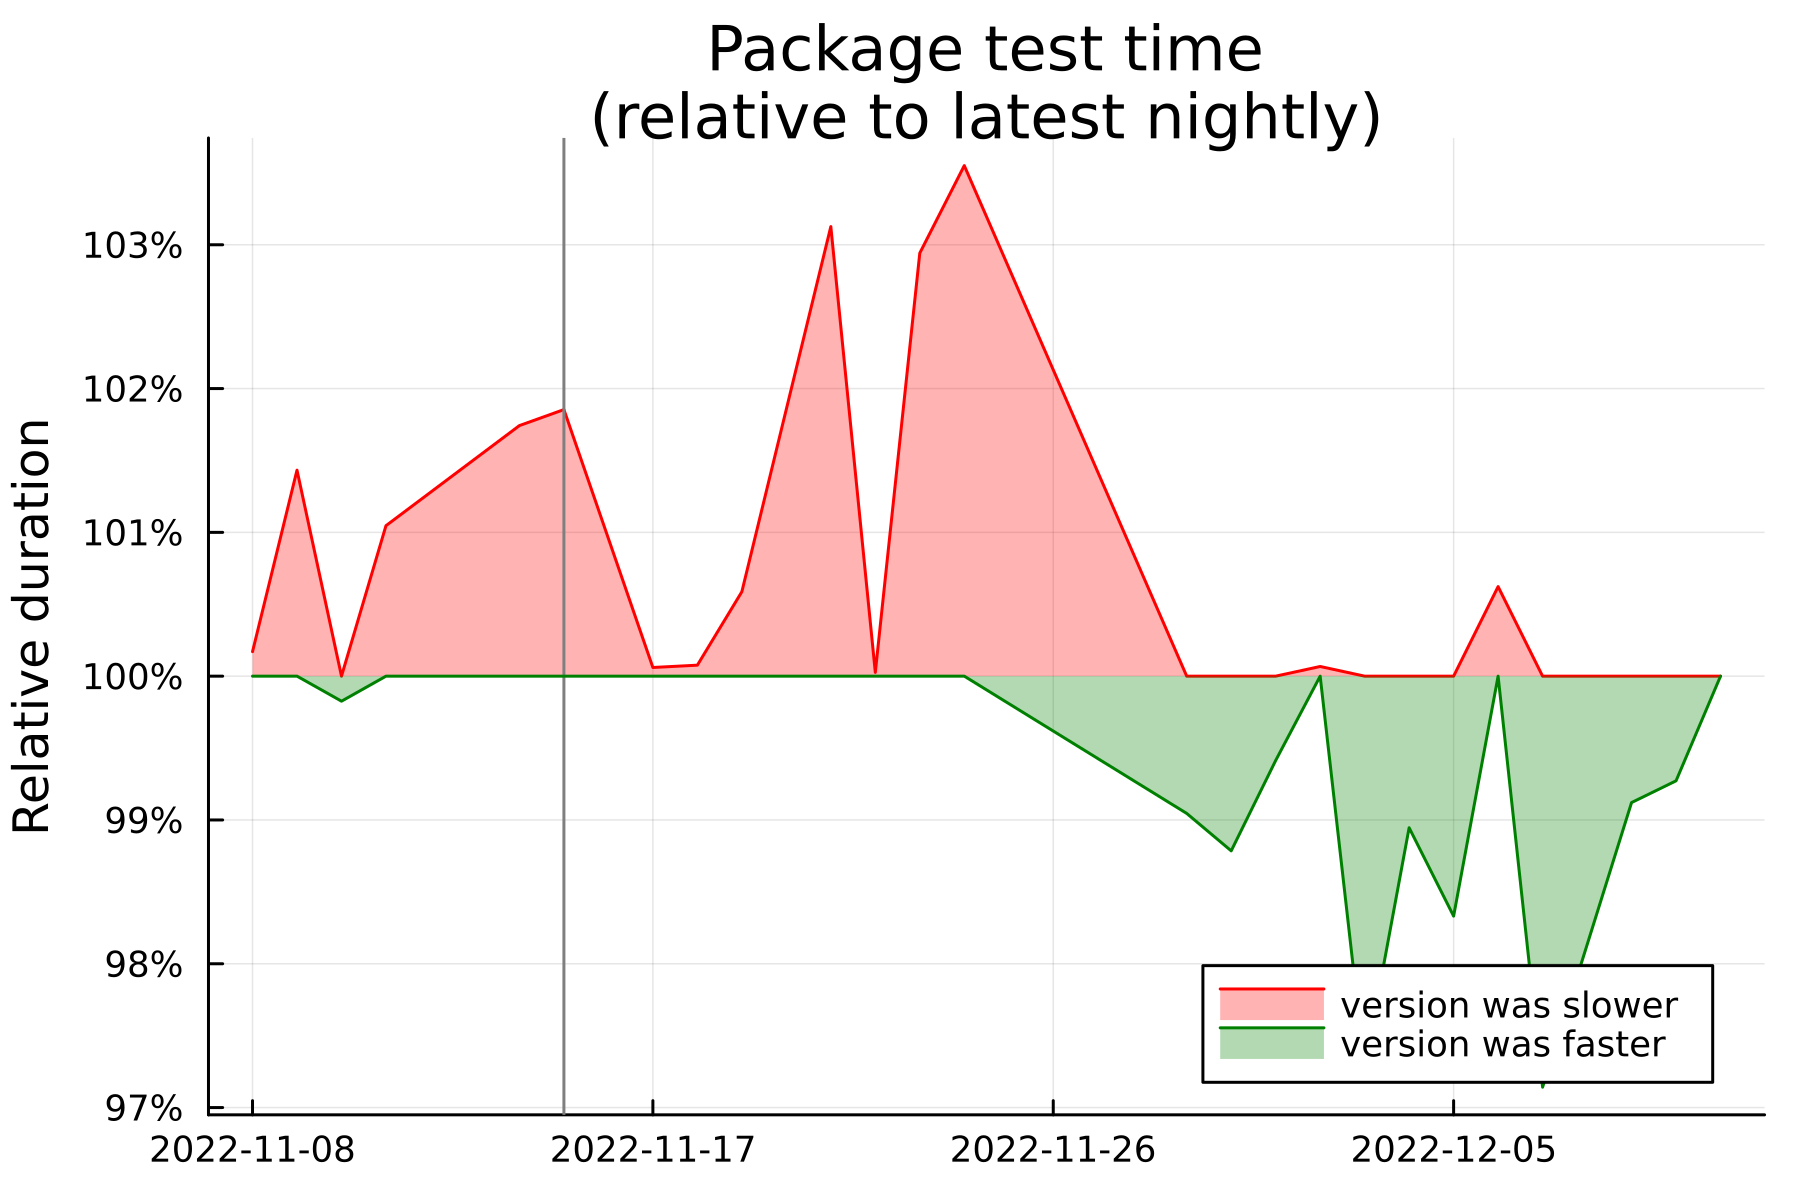 Package test time
(relative to latest nightly)
Relative duration
103%
102%
101%
100%
99%
98%
97%
version was slower
version was faster
2022-11-08
2022-11-17
2022-11-26
2022-12-05